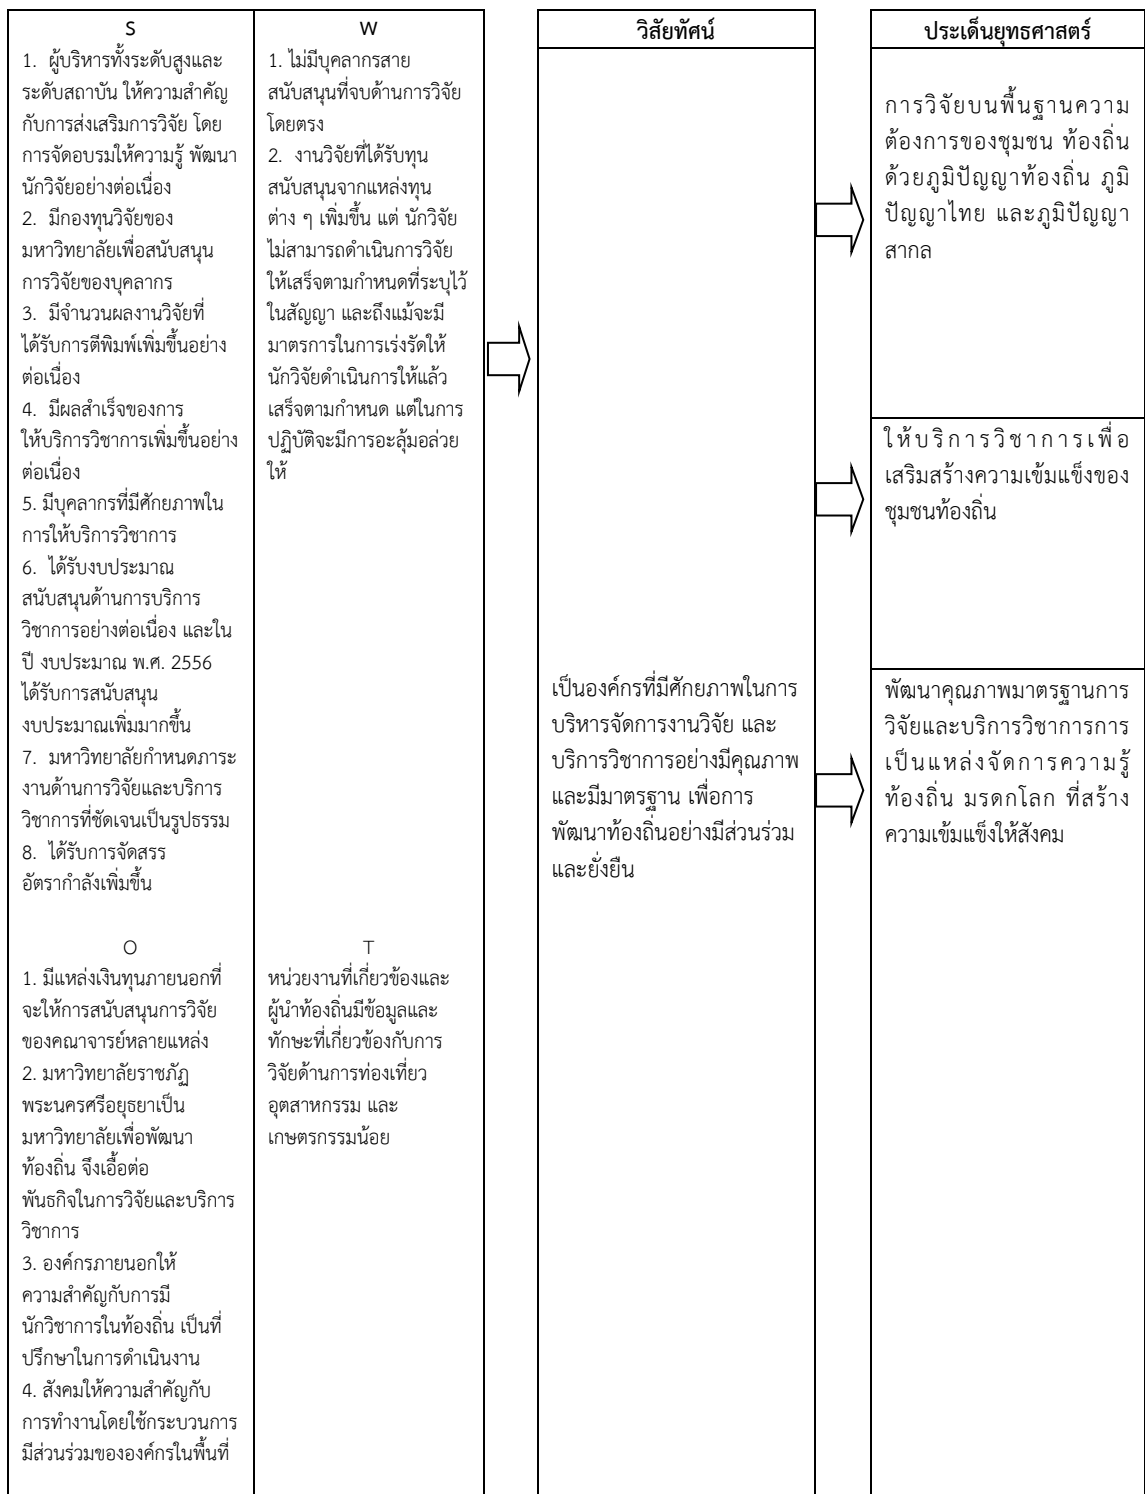 S
1. ผู้บริหารทั้งระดับสูงและ
ระดับสถาบัน ให้ความสำคัญ
กับการส่งเสริมการวิจัย โดย
การจัดอบรมให้ความรู้ พัฒนา
นักวิจัยอย่างต่อเนื่อง
2. มีกองทุนวิจัยของ
มหาวิทยาลัยเพื่อสนับสนุน
การวิจัยของบุคลากร
3. มีจำนวนผลงานวิจัยที่
ได้รับการตีพิมพ์เพิ่มขึ้นอย่าง
ต่อเนื่อง
4. มีผลสำเร็จของการ
ให้บริการวิชาการเพิ่มขึ้นอย่าง
ต่อเนื่อง
5. มีบุคลากรที่มีศักยภาพใน
การให้บริการวิชาการ
6. ได้รับงบประมาณ
สนับสนุนด้านการบริการ
วิชาการอย่างต่อเนื่อง และใน
ปี งบประมาณ พ.ศ. 2556
ได้รับการสนับสนุน
งบประมาณเพิ่มมากขึ้น
7. มหาวิทยาลัยกำหนดภาระ
งานด้านการวิจัยและบริการ
วิชาการที่ชัดเจนเป็นรูปธรรม
8. ได้รับการจัดสรร
อัตรากำลังเพิ่มขึ้น
W
1. ไม่มีบุคลากรสาย
สนับสนุนที่จบด้านการวิจัย
โดยตรง
2. งานวิจัยที่ได้รับทุน
สนับสนุนจากแหล่งทุน
ต่าง ๆ เพิ่มขึ้น แต่ นักวิจัย
ไม่สามารถดำเนินการวิจัย
ให้เสร็จตามกำหนดที่ระบุไว้
ในสัญญา และถึงแม้จะมี
มาตรการในการเร่งรัดให้
นักวิจัยดำเนินการให้แล้ว
เสร็จตามกำหนด แต่ในการ
ปฏิบัติจะมีการอะลุ้มอล่วย
ให้
O
1. มีแหล่งเงินทุนภายนอกที่
จะให้การสนับสนุนการวิจัย
ของคณาจารย์หลายแหล่ง
2. มหาวิทยาลัยราชภัฏ
พระนครศรีอยุธยาเป็น
มหาวิทยาลัยเพื่อพัฒนา
ท้องถิ่น จึงเอื้อต่อ
พันธกิจในการวิจัยและบริการ
วิชาการ
3. องค์กรภายนอกให้
ความสำคัญกับการมี
นักวิชาการในท้องถิ่น เป็นที่
ปรึกษาในการดำเนินงาน
4. สังคมให้ความสำคัญกับ
การทำงานโดยใช้กระบวนการ
มีส่วนร่วมขององค์กรในพื้นที่
T
หน่วยงานที่เกี่ยวข้องและ
ผู้นำท้องถิ่นมีข้อมูลและ
ทักษะที่เกี่ยวข้องกับการ
วิจัยด้านการท่องเที่ยว
อุตสาหกรรม และ
เกษตรกรรมน้อย
วิสัยทัศน์
เป็นองค์กรที่มีศักยภาพในการ
บริหารจัดการงานวิจัย และ
บริการวิชาการอย่างมีคุณภาพ
และมีมาตรฐาน เพื่อการ
พัฒนาท้องถิ่นอย่างมีส่วนร่วม
และยั่งยืน
ประเด็นยุทธศาสตร์
การวิจัยบนพื้นฐานความ
ต้องการของชุมชน ท้องถิ่น
ด้วยภูมิปัญญาท้องถิ่น ภูมิ
ปัญญาไทย และภูมิปัญญา
สากล
ให้บริการวิชาการเพื่อ
เสริมสร้างความเข้มแข็งของ
ชุมชนท้องถิ่น
พัฒนาคุณภาพมาตรฐานการ
วิจัยและบริการวิชาการการ
เป็นแหล่งจัดการความรู้
ท้องถิ่น มรดกโลก ที่สร้าง
ความเข้มแข็งให้สังคม